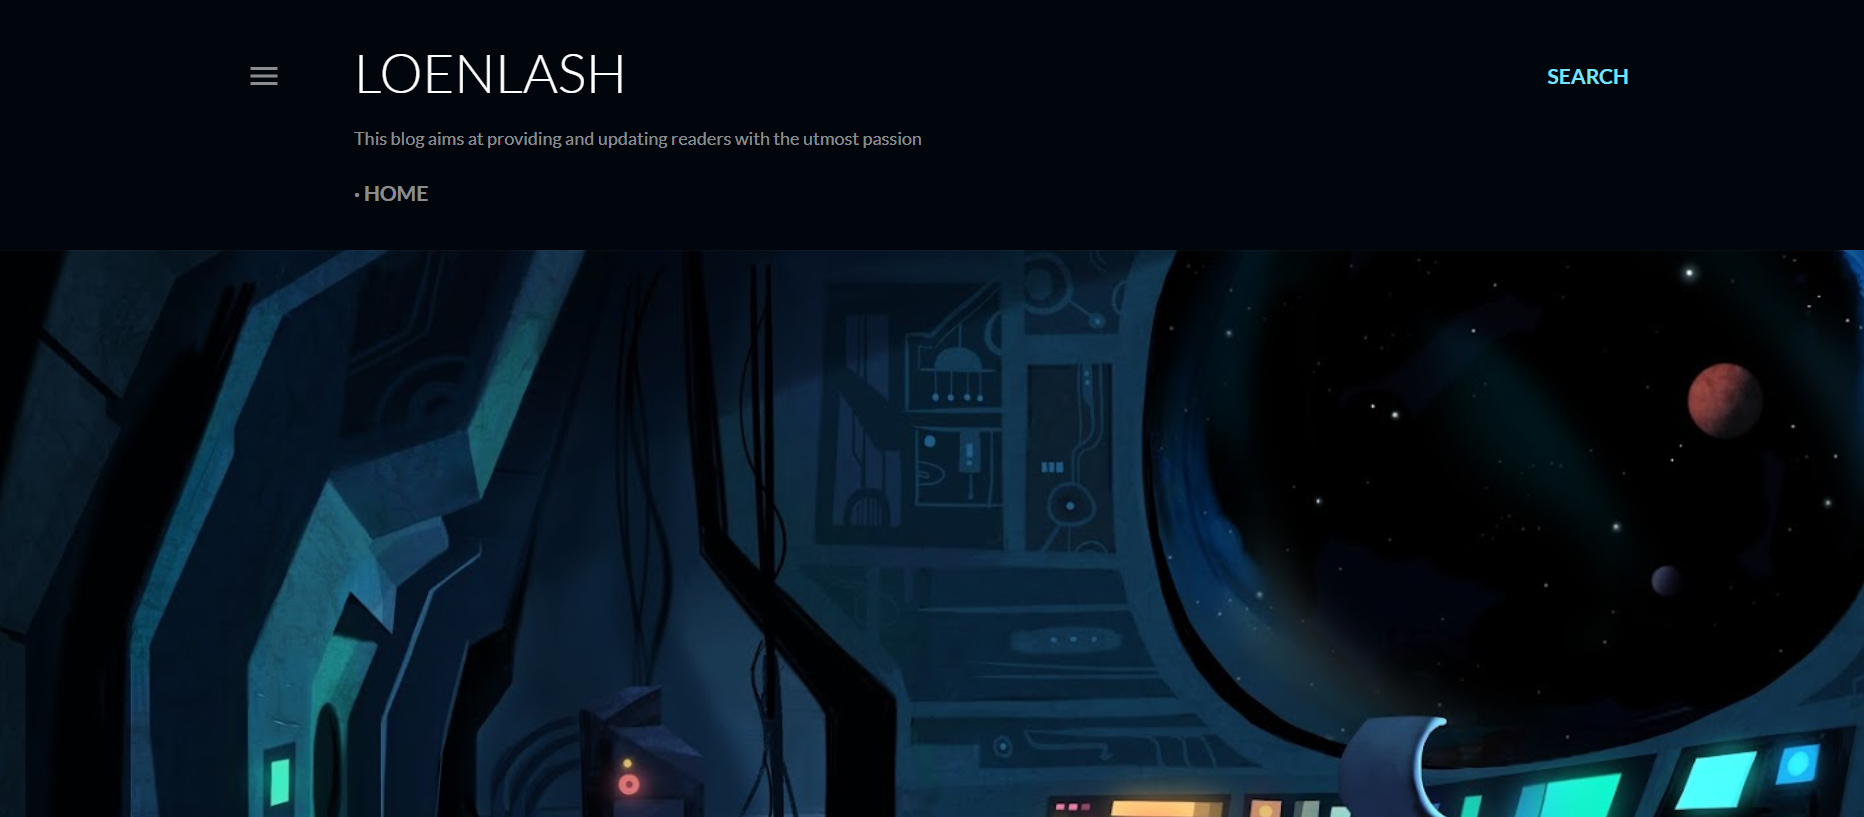 LOENLASH
SEARCH
This blog aims at providing and updating readers with the utmost passion
· HOME